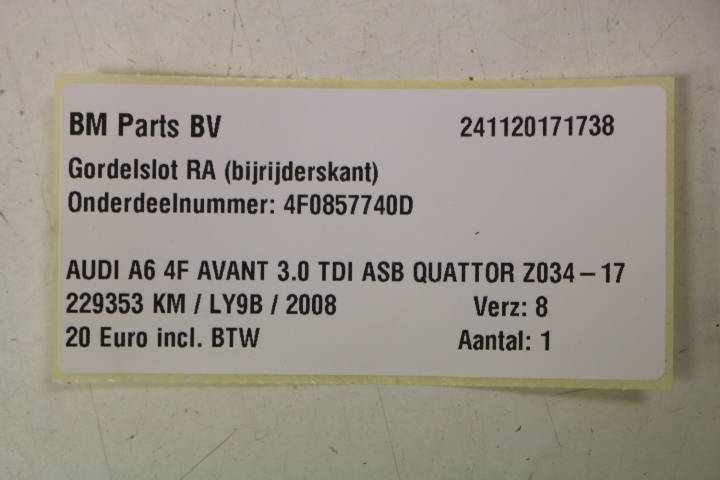 BM Parts BV 241120171738
Gordelslot RA (bijrijderskant)
Onderdeelnummer: 4F0857740D
AUDI A6 4F AVANT 3.0 TDI ASB QUATTOR Z034-17
229353 KM / LY9B / 2008 Verz: 8
20 Euro incl. BTW Aantal: 1